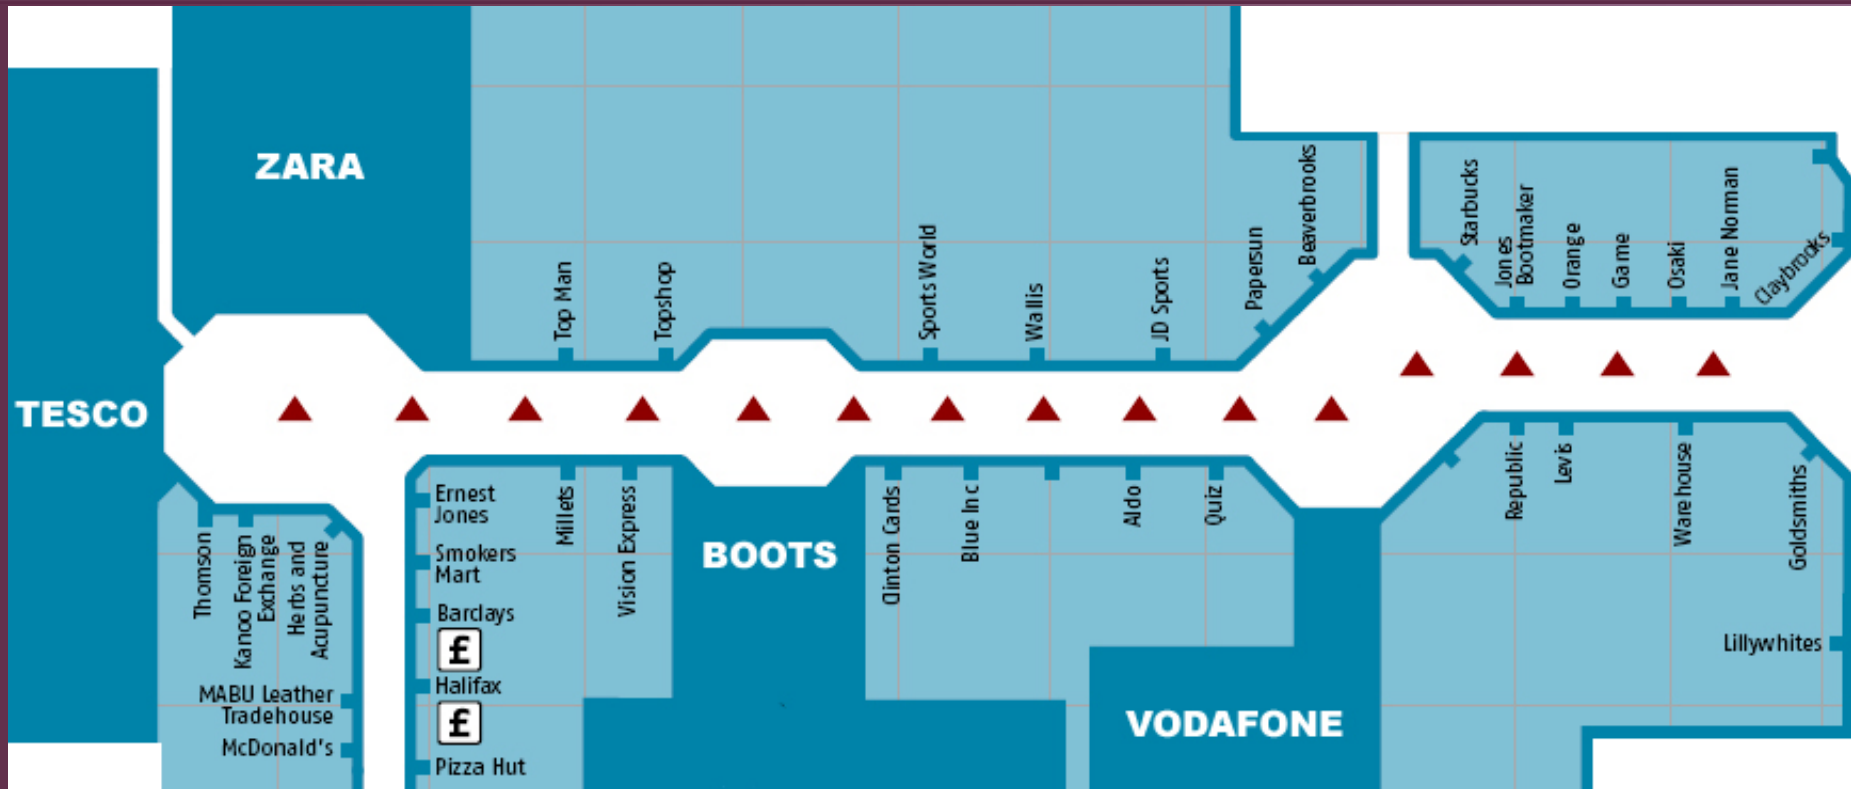 ZARA
TESCO
Top Man
Topshop
Sports World
Wallis
JD Sports
Papersun
Beaverbrooks
Starbucks
Jones
Bootmaker
Orange
Game
Osaki
Jane Norman
Claybrooks
Thomson
Kanoo Foreign
Exchange
Herbs and
Acupuncture
MABU Leather
Tradehouse
McDonald's
Ernest
Jones
Smokers
Mart
Barclays
£
Halifax
£
Pizza Hut
Millets
Vision Express
BOOTS
Clinton Cards
Blue Inc
Aldo
Quiz
VODAFONE
Republic
Levis
Warehouse
Goldsmiths
Lillywhites